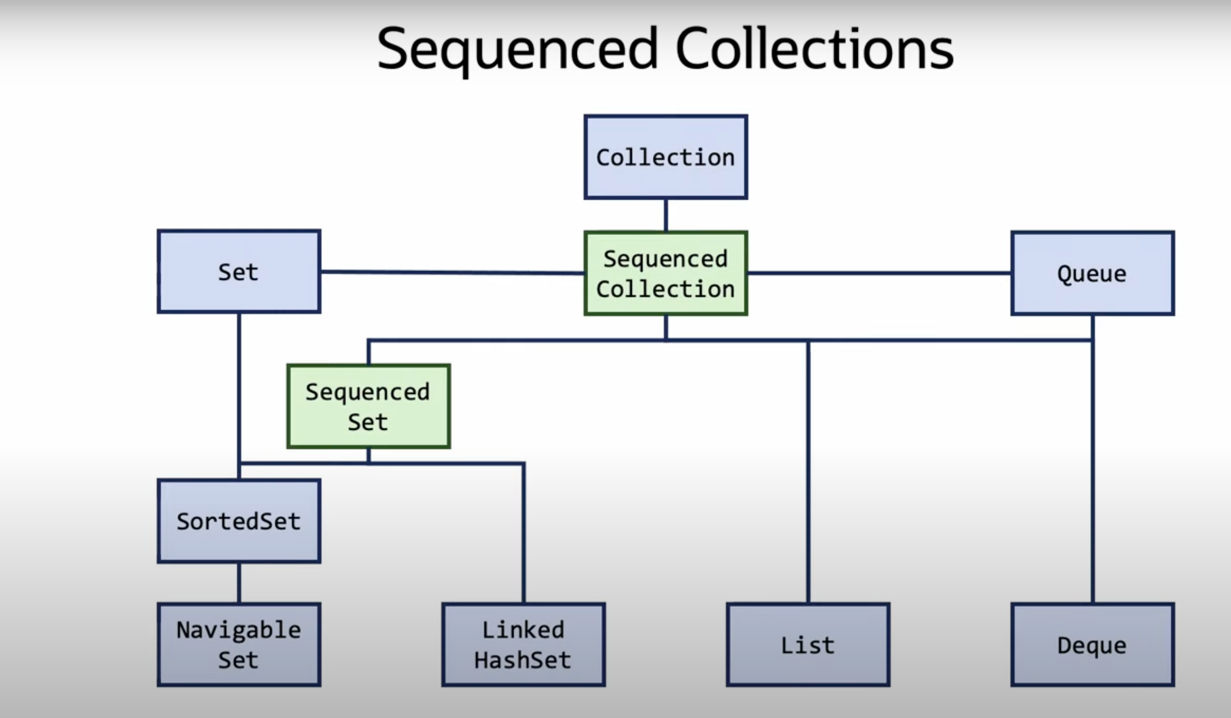 Sequenced Collections
Collection
Set
Sequenced
Collection
Queue
Sequenced
Set
SortedSet
Navigable
Set
Linked
HashSet
List
Deque